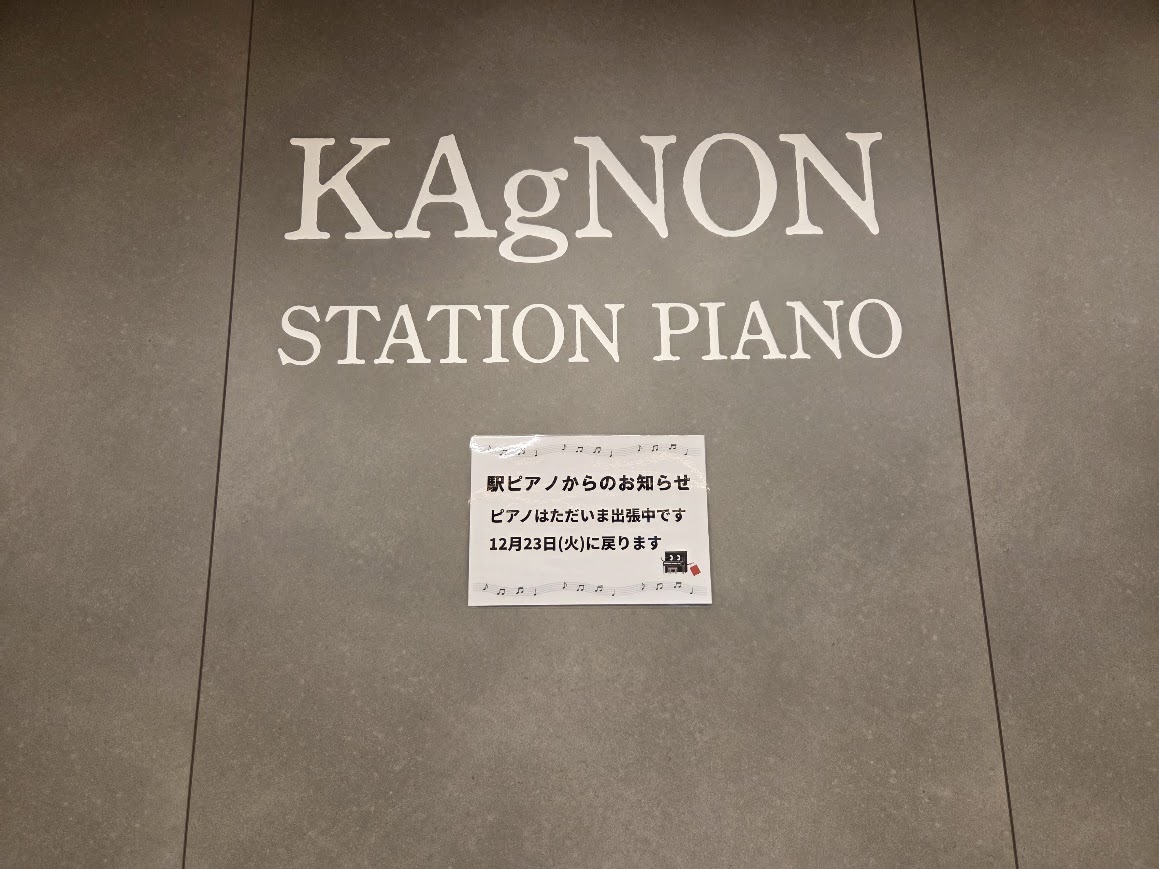 KAgNON
STATION PIANO
駅ピアノからのお知らせ
ピアノはただいま出張中です
12月23日(火)に戻ります